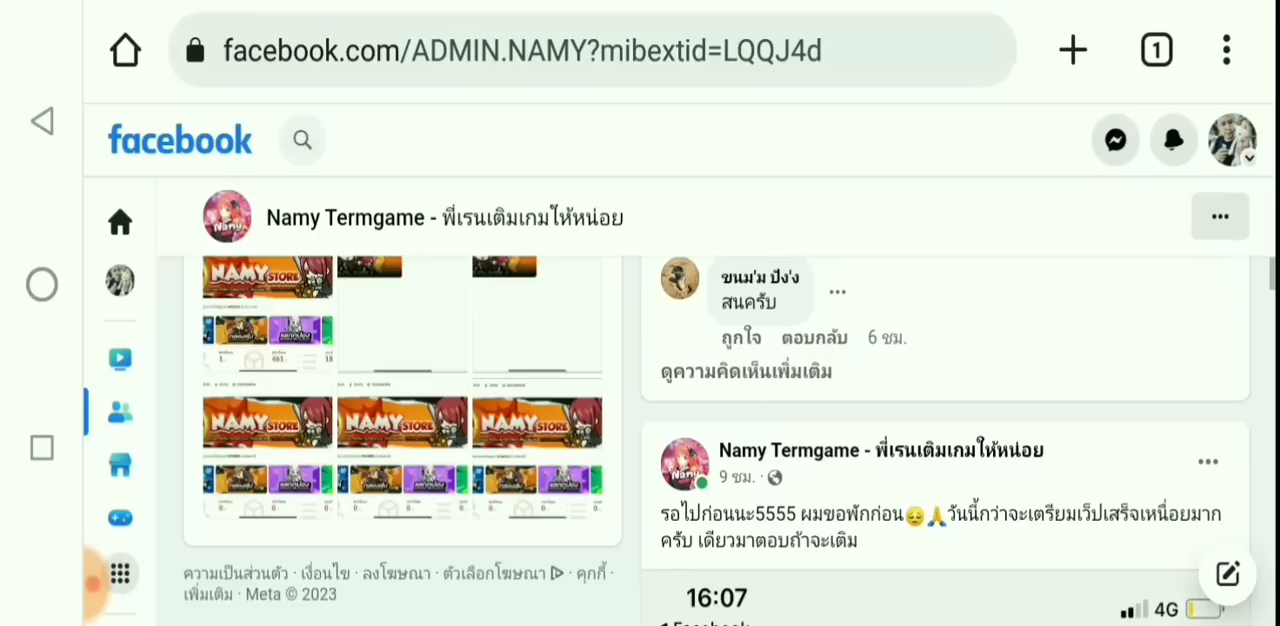 facebook.com/ADMIN.NAMY?mibextid=LQQJ4d
1
facebook
Namy Termgame - พี่เรนเติมเกมให้หน่อย
NAMY STORE
NAMY STORE
NAMY STORE
NAMY STORE
ความเป็นส่วนตัว · เงื่อนไข · ลงโฆษณา · ตัวเลือกโฆษณา · คุกกี้ ·
เพิ่มเติม · Meta © 2023
ขนม'ม ปัง'ง
สนครับ
ถูกใจ ตอบกลับ 6 ชม.
ดูความคิดเห็นเพิ่มเติม
Namy Termgame - พี่เรนเติมเกมให้หน่อย
9 ชม. ·
รอไปก่อนนะ5555 ผมขอพักก่อน😔🙏วันนี้กว่าจะเตรียมเว็ปเสร็จเหนื่อยมาก
ครับ เดียวมาตอบถ้าจะเติม
16:07
4G